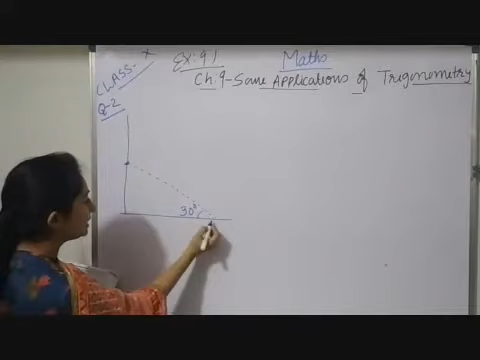 CLASS-X
Ex: 9.1
Maths
Ch: 9-Some Applications of Trigonometry
Q-2
30°